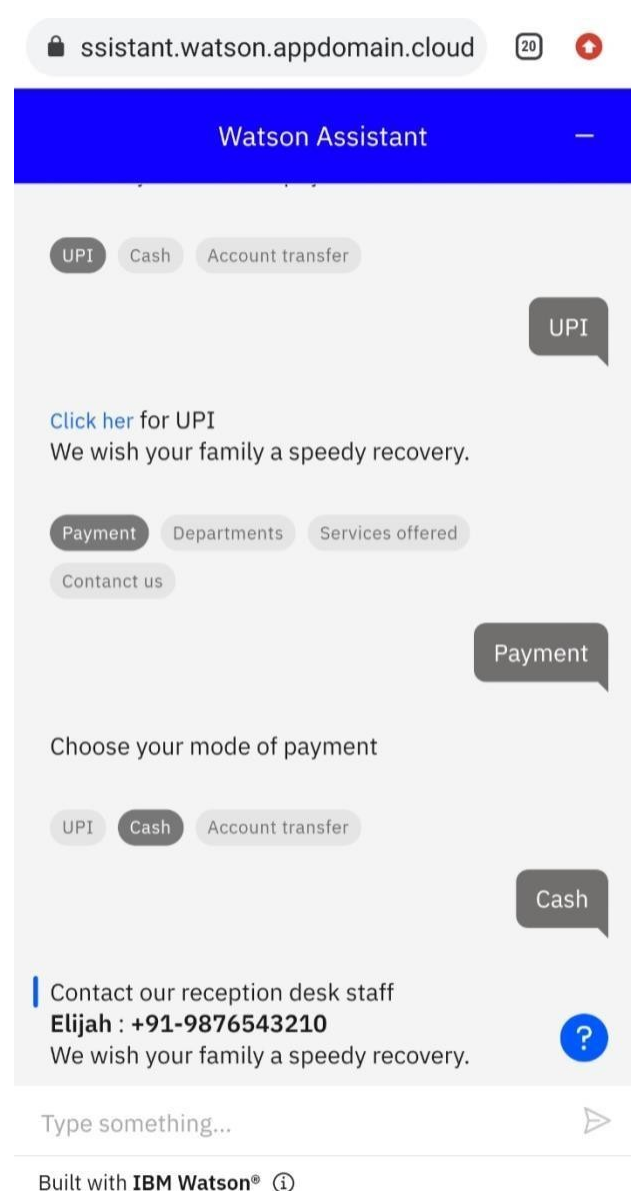 ssistant.watson.appdomain.cloud 20
Watson Assistant
UPI Cash Account transfer
UPI
Click her for UPI
We wish your family a speedy recovery.
Payment Departments Services offered
Contanct us
Payment
Choose your mode of payment
UPI Cash Account transfer
Cash
Contact our reception desk staff
Elijah : +91-9876543210
?
We wish your family a speedy recovery.
Type something...
Built with IBM Watson®